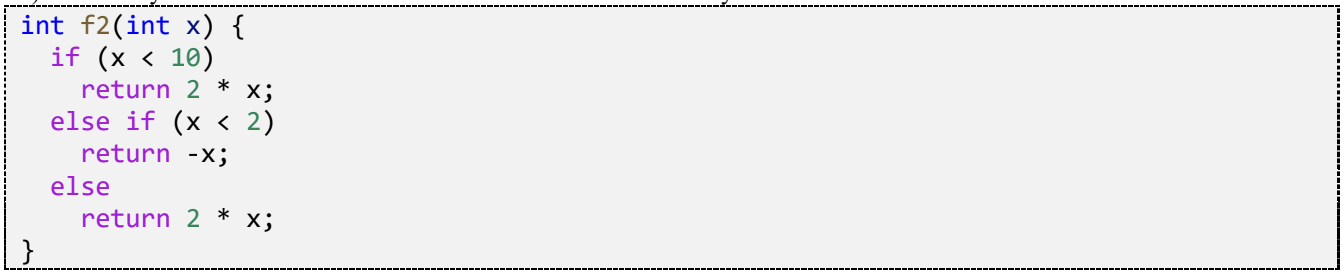 int f2(int x) {
  if (x < 10)
    return 2 * x;
  else if (x < 2)
    return -x;
  else
    return 2 * x;
}